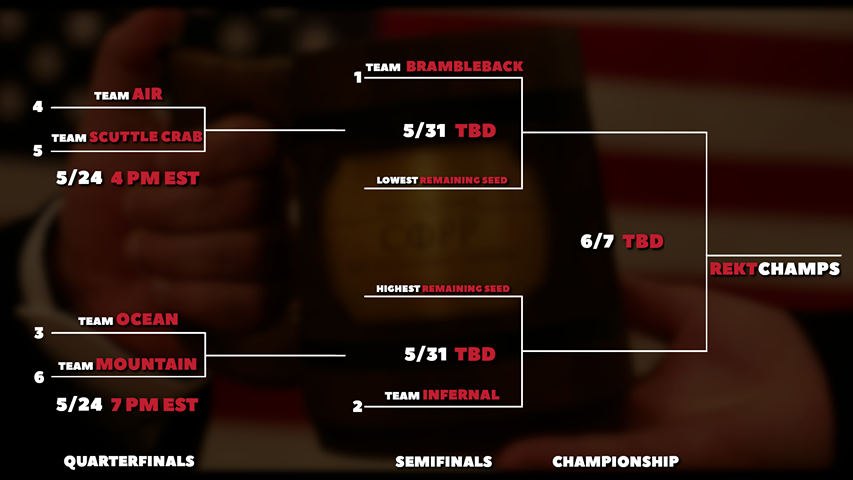 4 TEAM AIR
5 TEAM SCUTTLE CRAB
5/24 4 PM EST
3 TEAM OCEAN
6 TEAM MOUNTAIN
5/24 7 PM EST
QUARTERFINALS
1 TEAM BRAMBLEBACK
5/31 TBD
LOWEST REMAINING SEED
HIGHEST REMAINING SEED
5/31 TBD
2 TEAM INFERNAL
SEMIFINALS
6/7 TBD
CHAMPIONSHIP
REKTCHAMPS